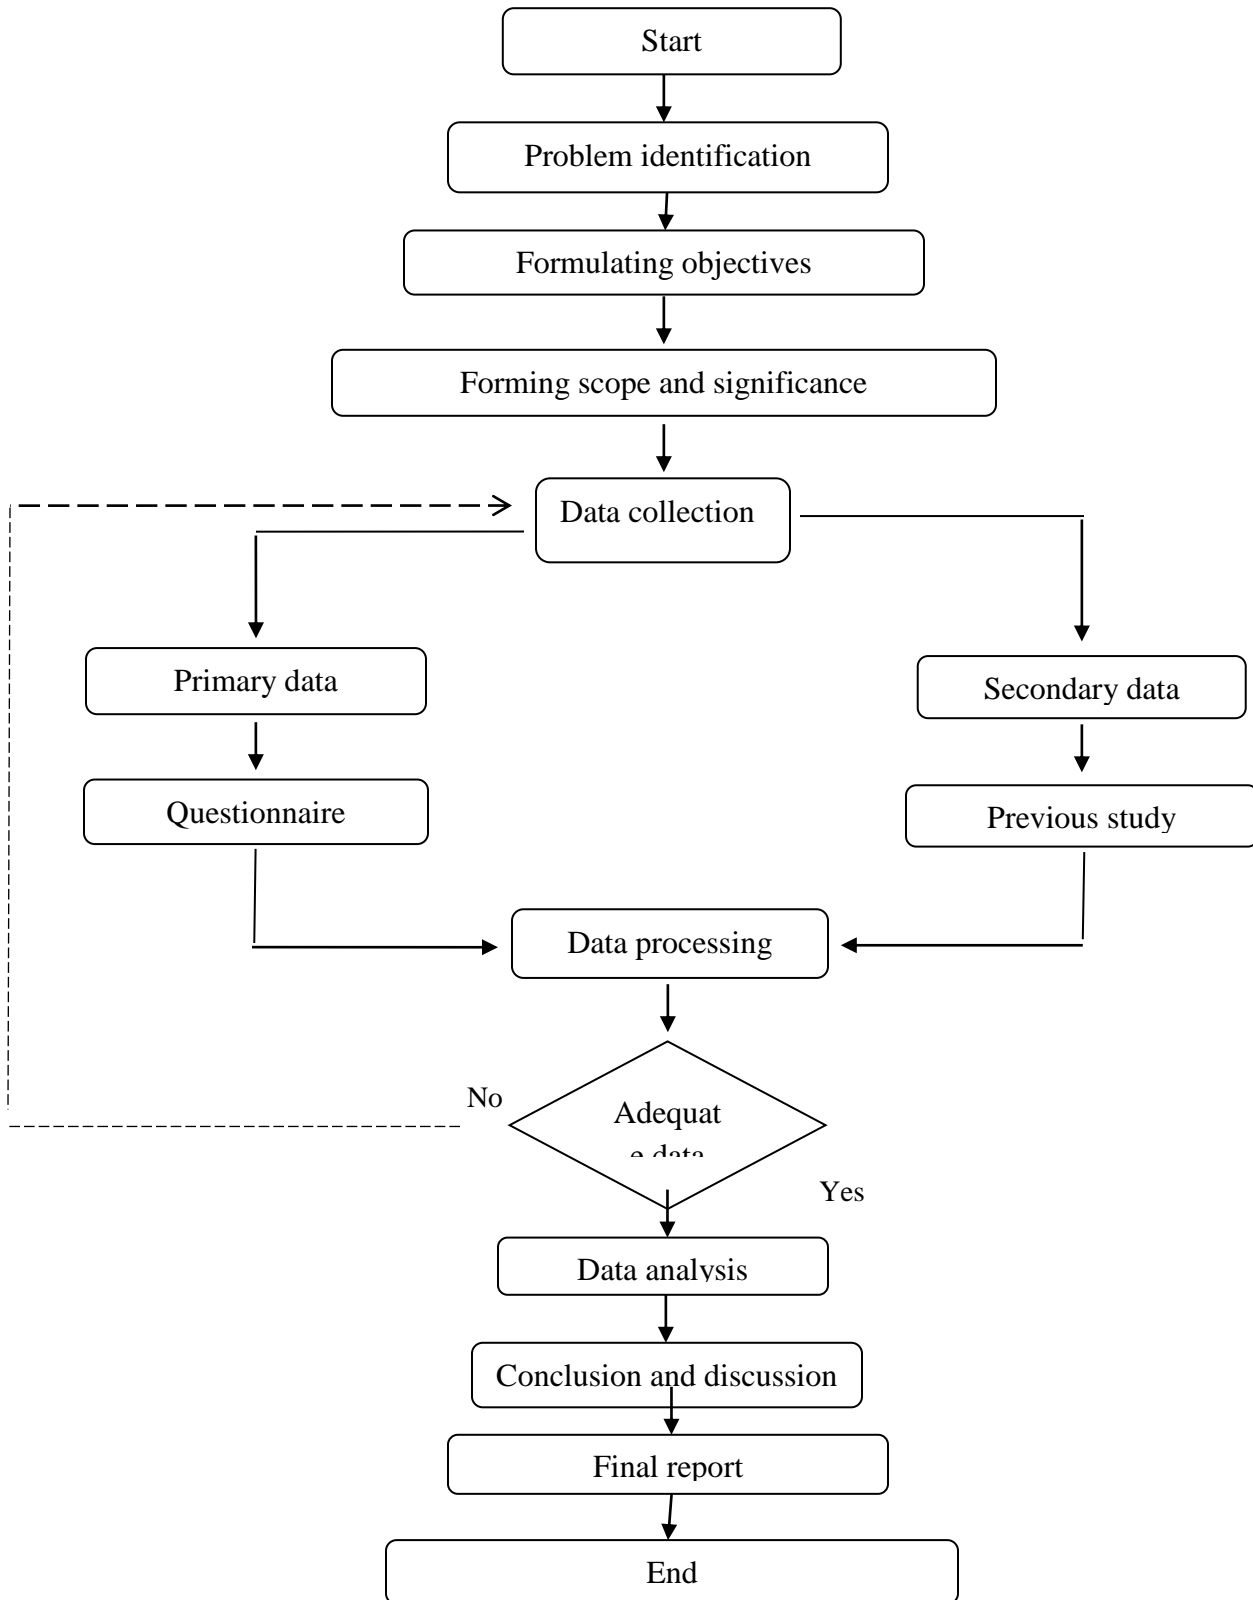 Start
Problem identification
Formulating objectives
Forming scope and significance
Data collection
Primary data
Secondary data
Questionnaire
Previous study
Data processing
No
Adequat
e data
Yes
Data analysis
Conclusion and discussion
Final report
End